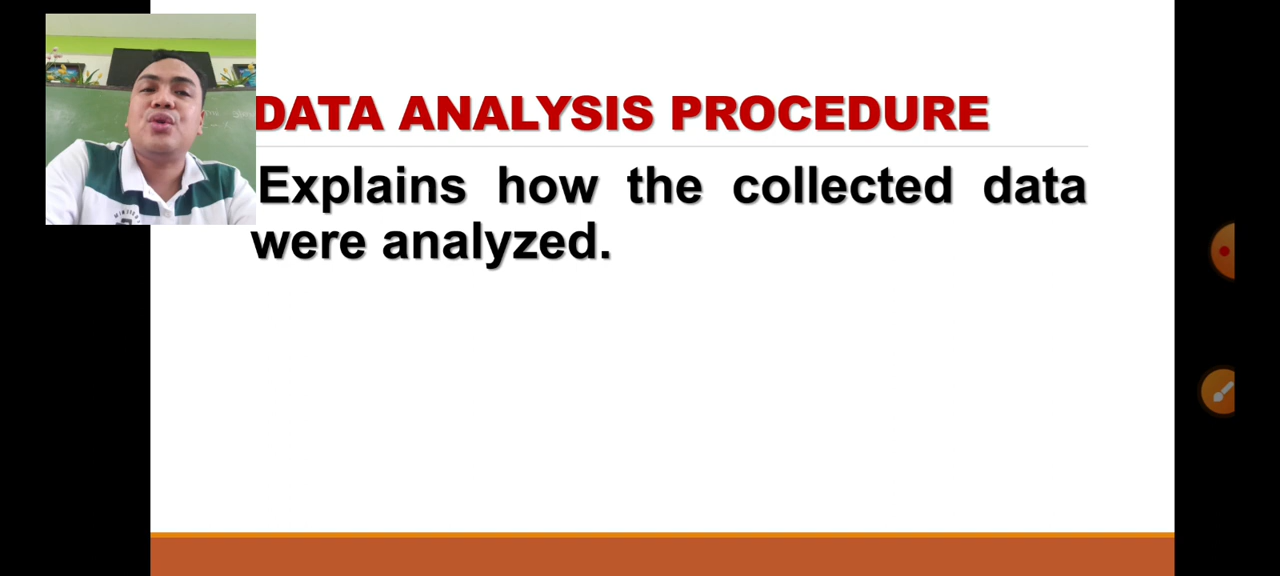 DATA ANALYSIS PROCEDURE
Explains how the collected data
were analyzed.